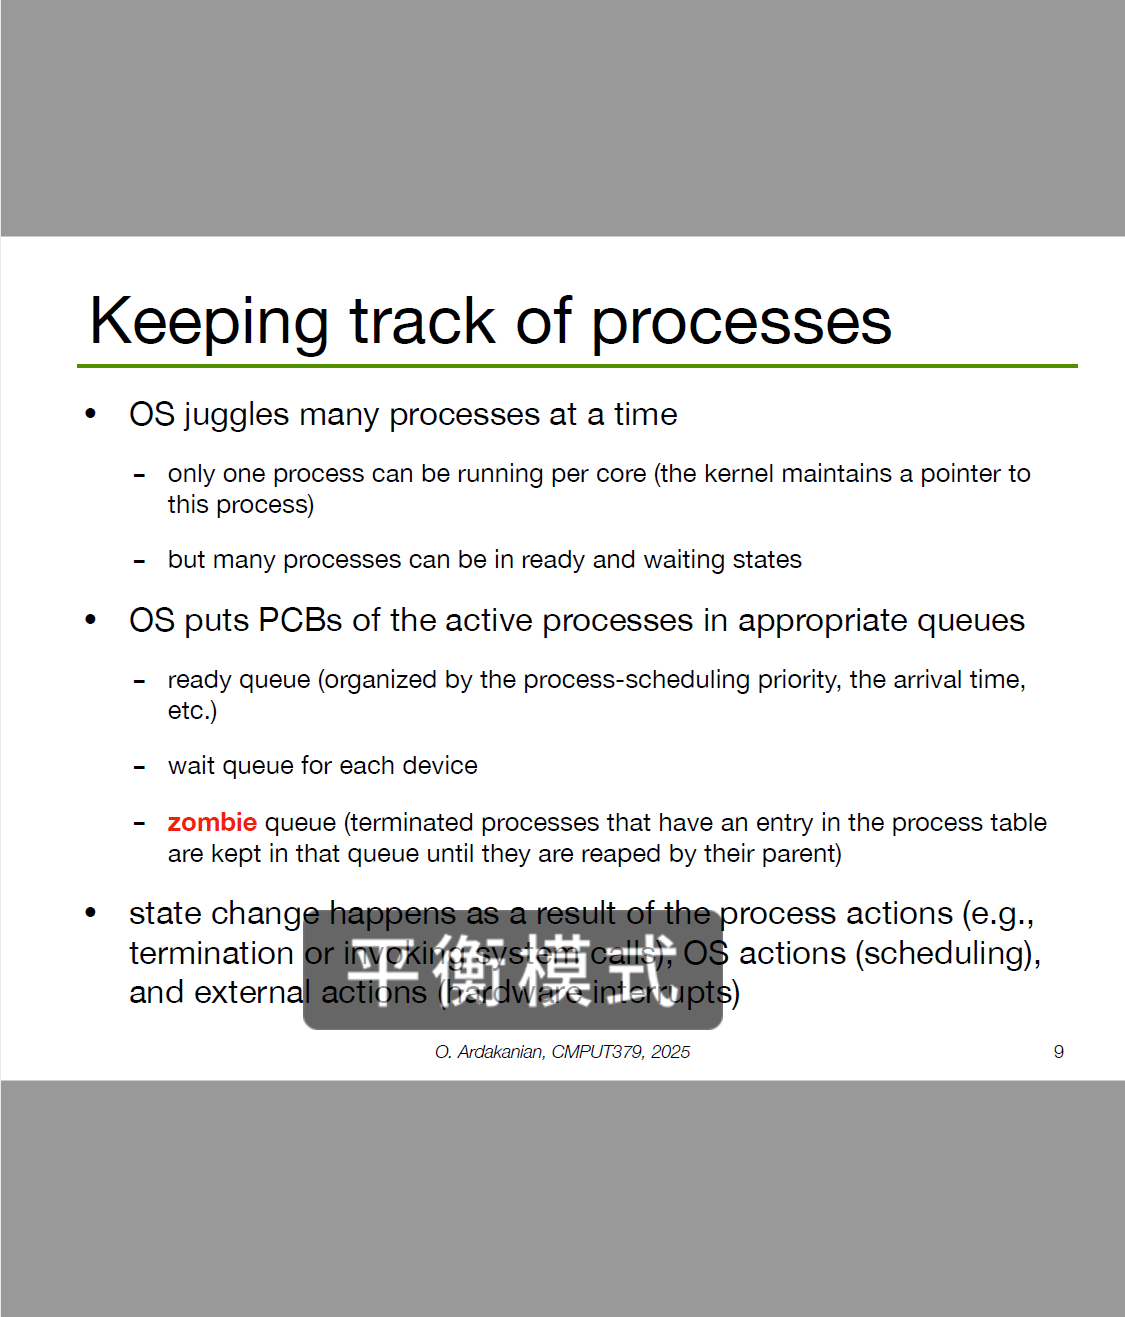 Keeping track of processes
• OS juggles many processes at a time
– only one process can be running per core (the kernel maintains a pointer to
this process)
– but many processes can be in ready and waiting states
• OS puts PCBs of the active processes in appropriate queues
– ready queue (organized by the process-scheduling priority, the arrival time,
etc.)
– wait queue for each device
– zombie queue (terminated processes that have an entry in the process table
are kept in that queue until they are reaped by their parent)
• state change happens as a result of the process actions (e.g.,
termination or invoking system calls), OS actions (scheduling),
and external actions (hardware interrupts)
平衡模式
O. Ardakanian, CMPUT379, 2025
9